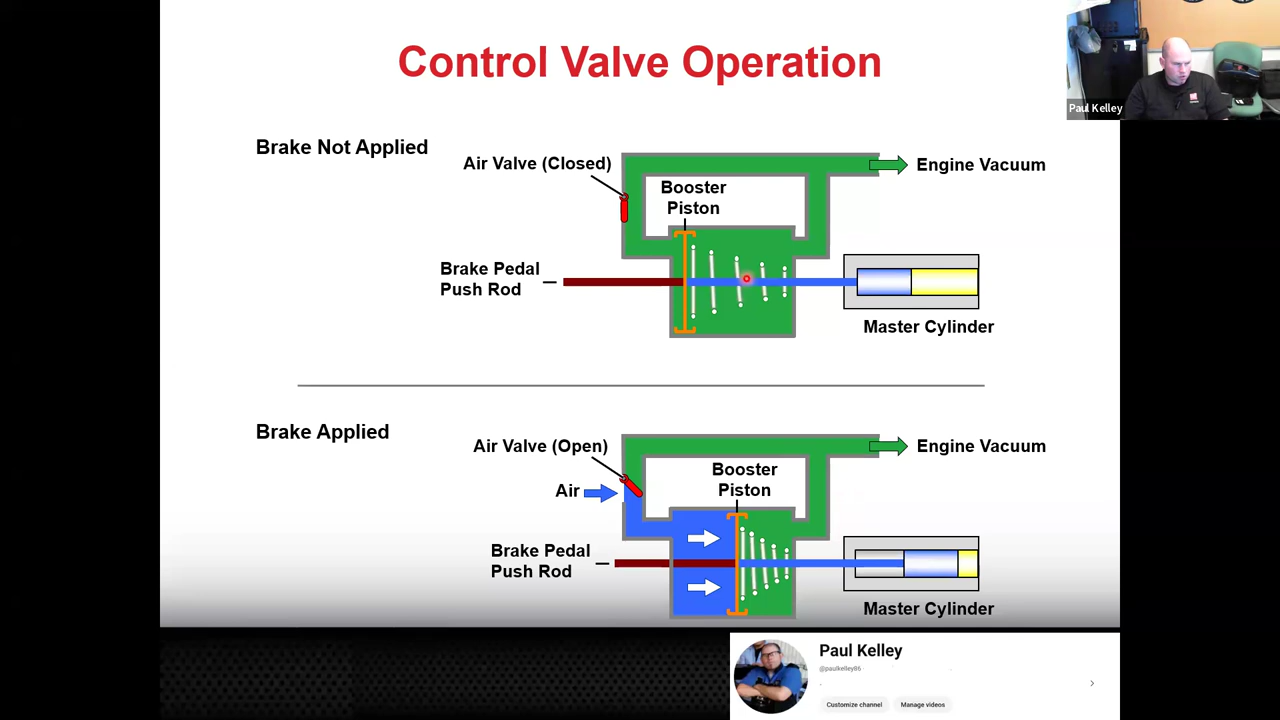 Control Valve Operation
Paul Kelley
Brake Not Applied
Air Valve (Closed)
Engine Vacuum
Booster
Piston
Brake Pedal
Push Rod
Master Cylinder
Brake Applied
Air Valve (Open)
Engine Vacuum
Booster
Piston
Air
Brake Pedal
Push Rod
Master Cylinder
Paul Kelley
@paulkelley86
Customize channel
Manage videos